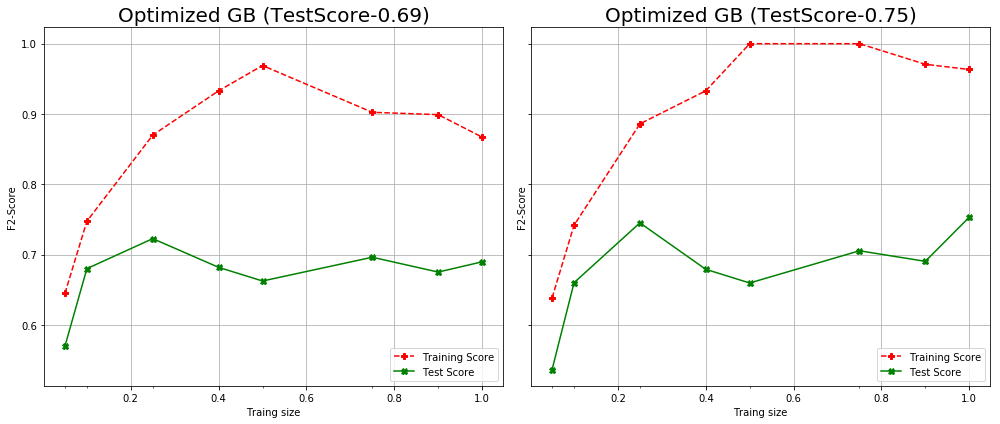 Optimized GB (TestScore-0.69)
1.0
0.9
0.8
0.7
0.6
F2-Score
0.2
0.4
0.6
0.8
1.0
Traing size
Training Score
Test Score
Optimized GB (TestScore-0.75)
F2-Score
0.2
0.4
0.6
0.8
1.0
Traing size
Training Score
Test Score